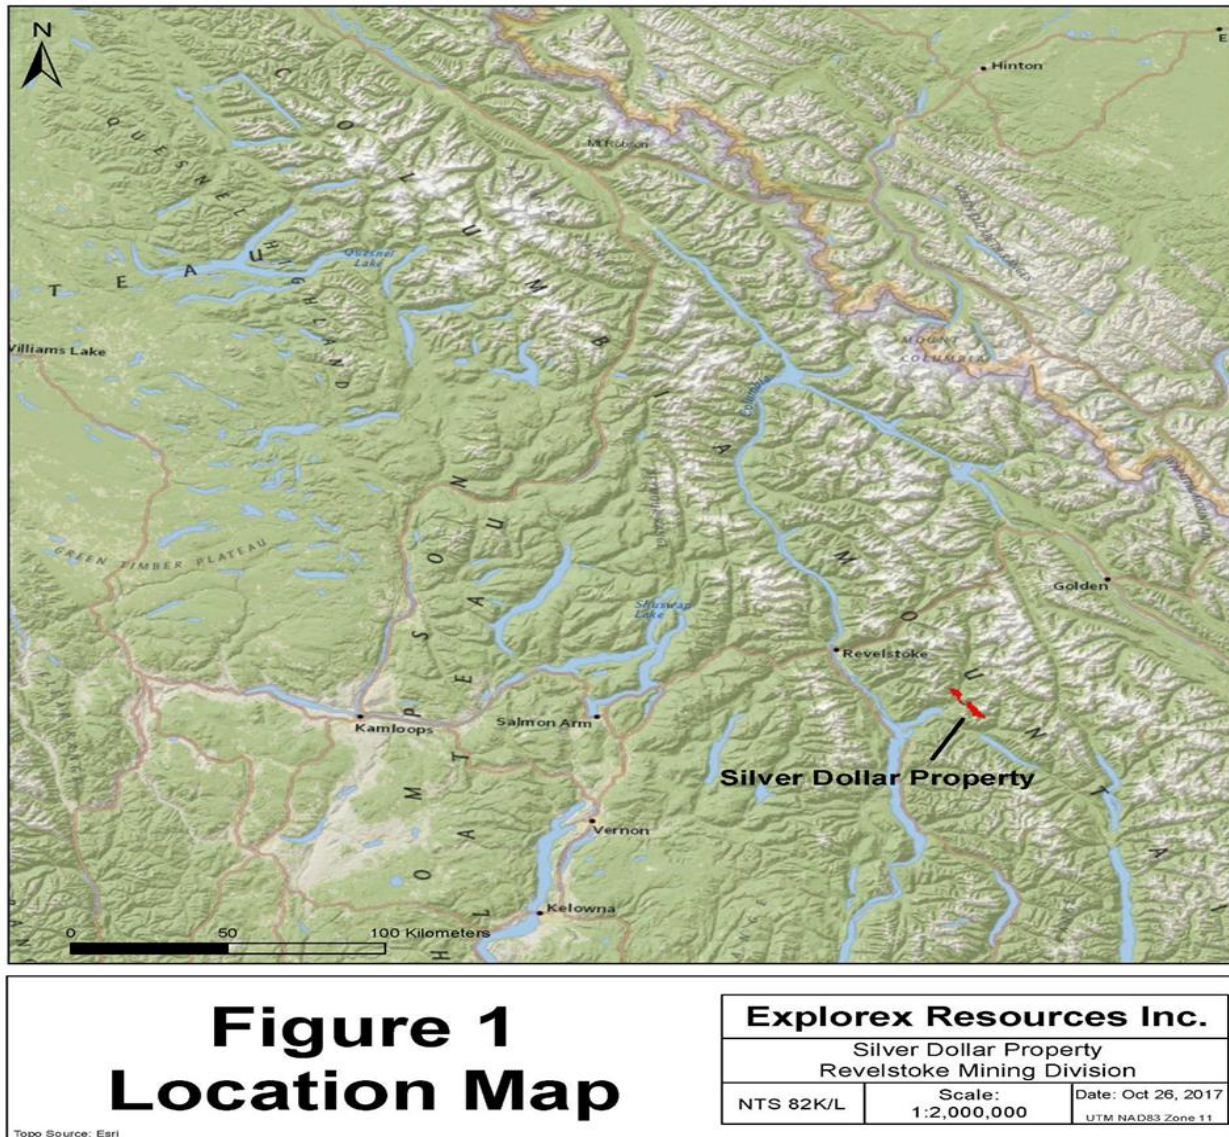 N
Hinton
E
QUESNEL HIGHLAND
COLUMBIA MOUNTAI
Mt Robson
Quesnel
Lake
TEAU
Williams Lake
MOUNT
COLUMBIA
Columbia
GREEN TIMBER PLATEAU
Shuswap
Lake
Golden
Revelstoke
Kamloops
Salmon Arm
Silver Dollar Property
Vernon
Kelowna
0 50 100 Kilometers
Figure 1
Location Map
Explorex Resources Inc.
Silver Dollar Property
Revelstoke Mining Division
NTS 82K/L
Scale:
1:2,000,000
Date: Oct 26, 2017
UTM NAD83 Zone 11
Topo Source: Esri